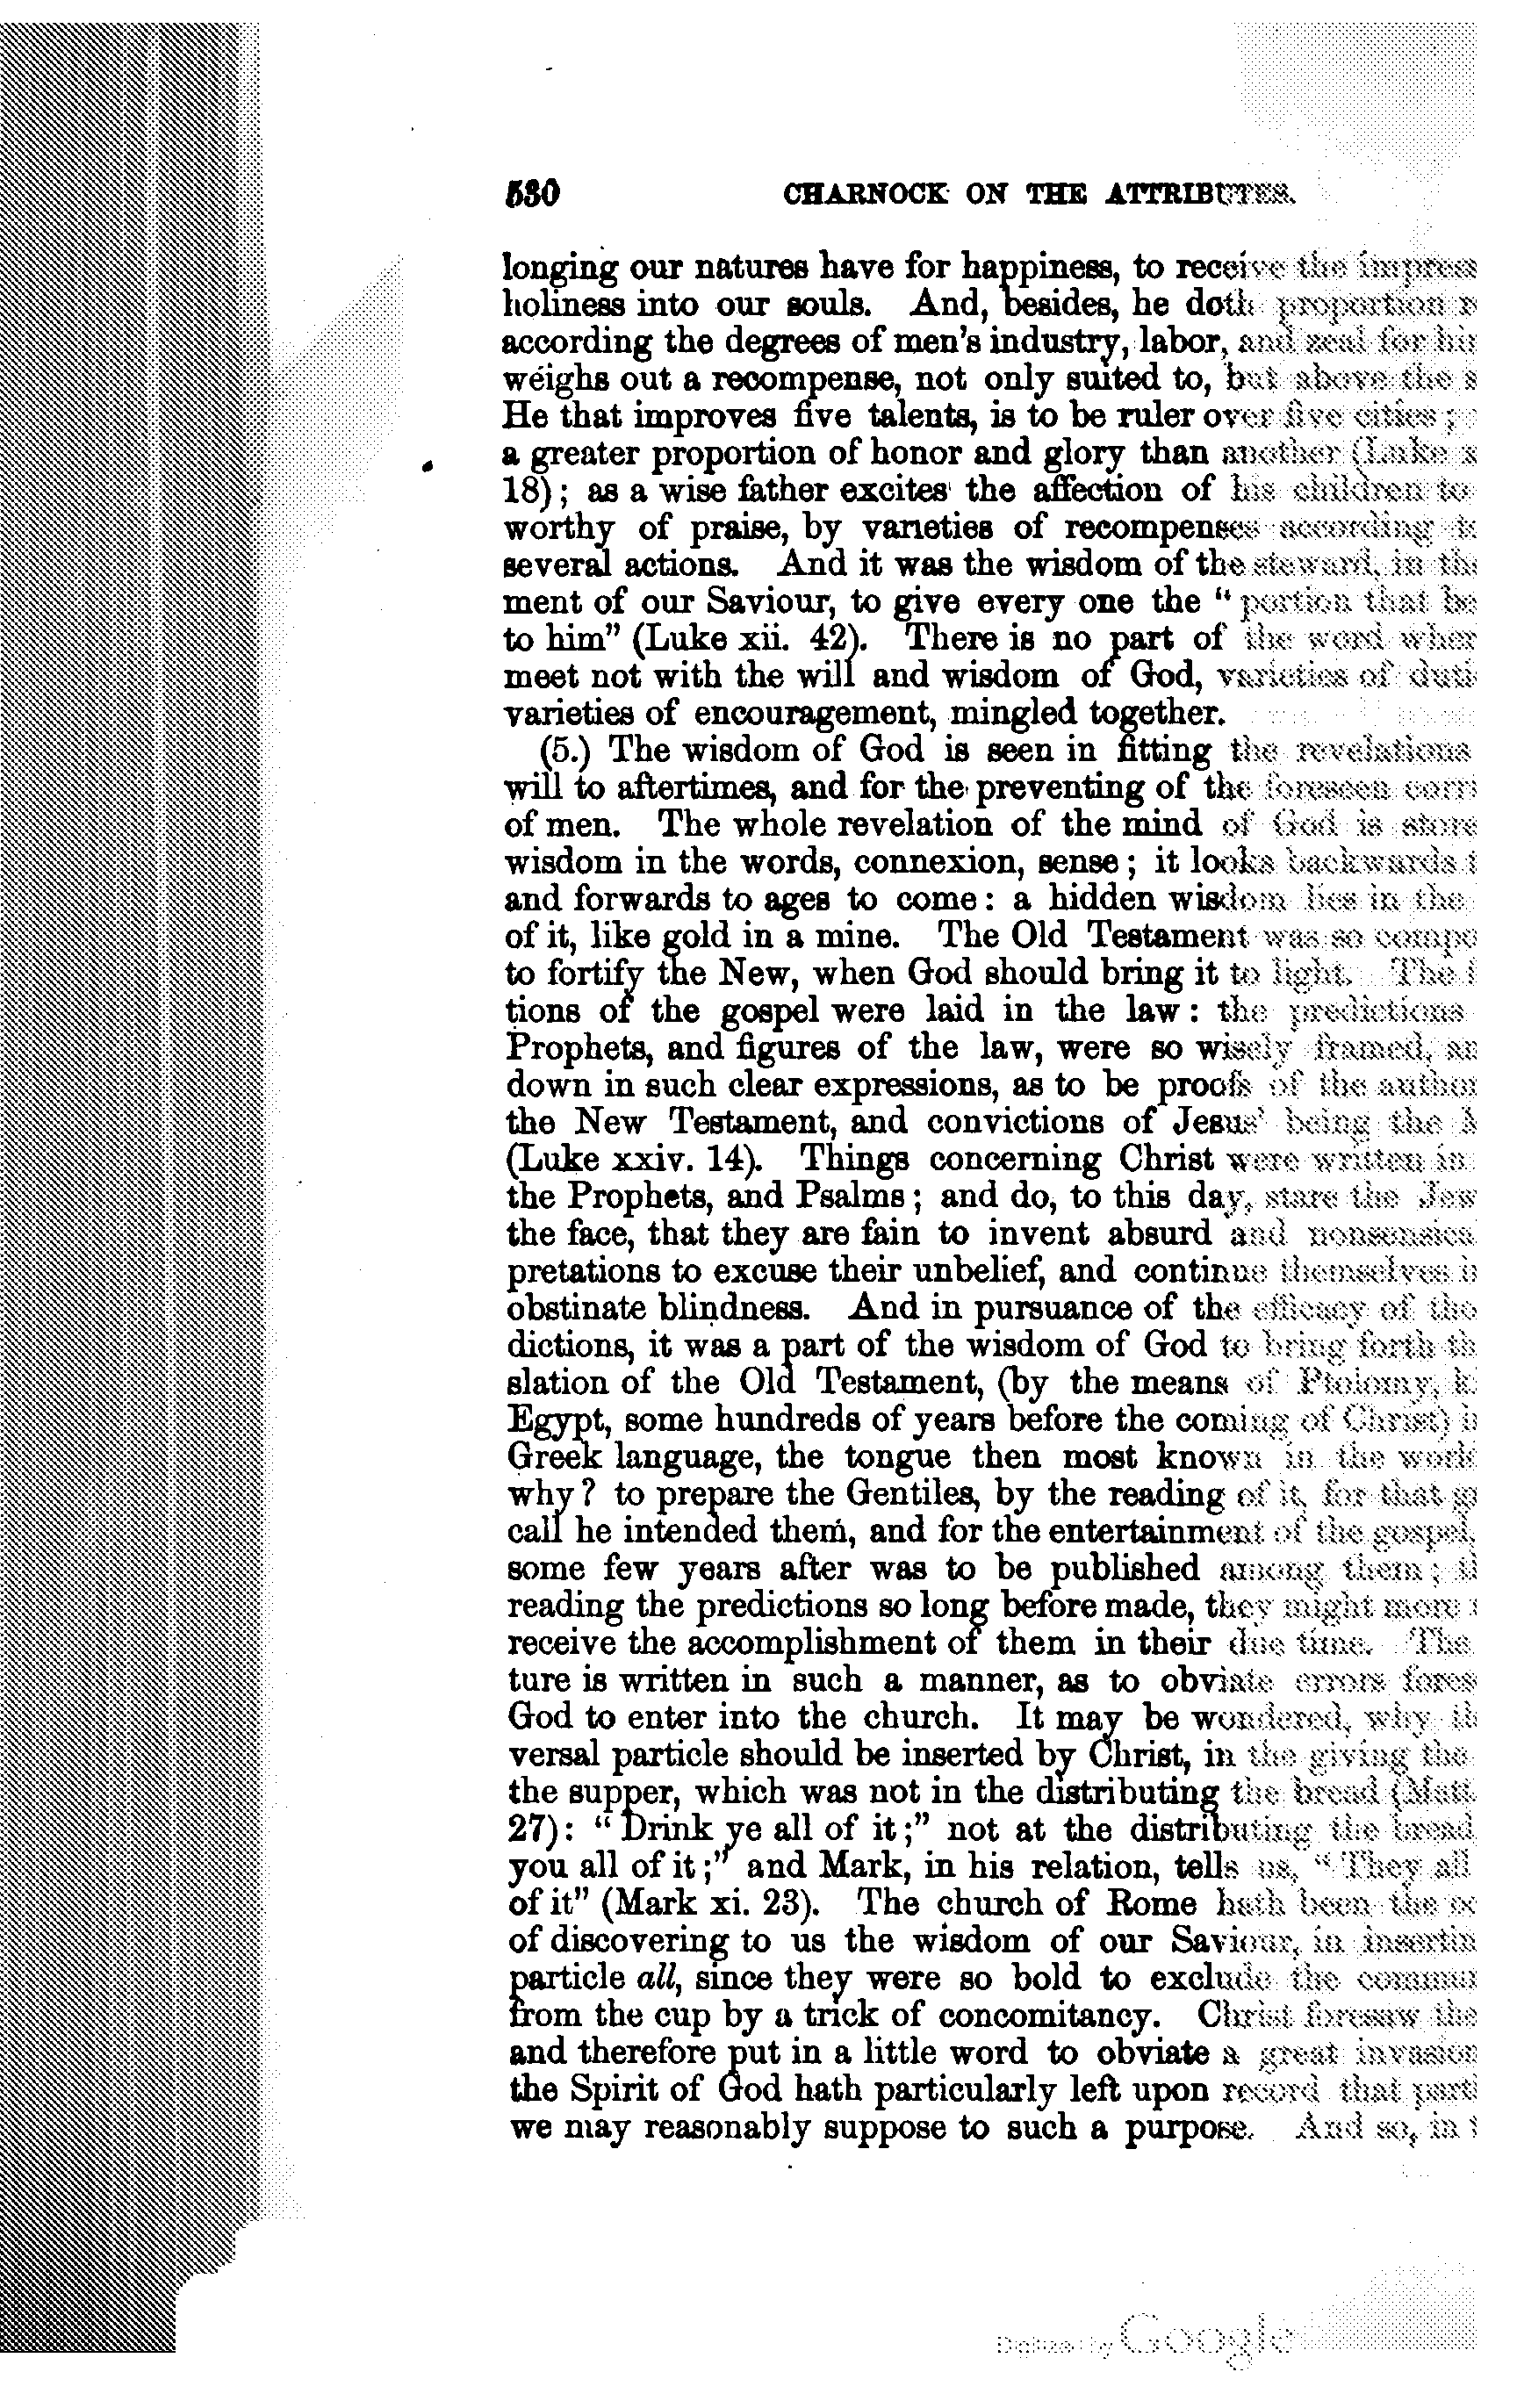 530 CHARNOCK ON THE ATTRIBUTES.
longing our natures have for happiness, to receive the impress
holiness into our souls. And, besides, he doth proportion
according the degrees of men's industry, labor, and zeal for
weighs out a recompense, not only suited to, but above the
He that improves five talents, is to be ruler over five cities;
a greater proportion of honor and glory than another (Luke
18); as a wise father excites the affection of his children to
worthy of praise, by varieties of recompenses according
several actions. And it was the wisdom of the steward, in
ment of our Saviour, to give every one the “portion that
to him” (Luke xii. 42). There is no part of the word
meet not with the will and wisdom of God, varieties of
varieties of encouragement, mingled together.
(5.) The wisdom of God is seen in fitting the revelations
will to aftertimes, and for the preventing of the foreseen
of men. The whole revelation of the mind of God is
wisdom in the words, connexion, sense; it looks backwards
and forwards to ages to come: a hidden wisdom lies in the
of it, like gold in a mine. The Old Testament was so
to fortify the New, when God should bring it to light. The
tions of the gospel were laid in the law: the predictions
Prophets, and figures of the law, were so wisely framed,
down in such clear expressions, as to be proofs of the
the New Testament, and convictions of Jesus' being the
(Luke xxiv. 14). Things concerning Christ were written in
the Prophets, and Psalms; and do, to this day, stare the
the face, that they are fain to invent absurd and
pretations to excuse their unbelief, and continue themselves
obstinate blindness. And in pursuance of the efficacy of
dictions, it was a part of the wisdom of God to bring forth
slation of the Old Testament, (by the means of Ptolomy,
Egypt, some hundreds of years before the coming of Christ)
Greek language, the tongue then most known in the
why? to prepare the Gentiles, by the reading of it, for that
call he intended them, and for the entertainment of the gospel,
some few years after was to be published among them;
reading the predictions so long before made, they might more
receive the accomplishment of them in their due time. The
ture is written in such a manner, as to obviate errors
God to enter into the church. It may be wondered, why
versal particle should be inserted by Christ, in the giving the
the supper, which was not in the distributing the bread (Matt.
27): “Drink ye all of it;” not at the distributing the bread
you all of it;” and Mark, in his relation, tells us, “They all
of it” (Mark xi. 23). The church of Rome hath been the
of discovering to us the wisdom of our Saviour, in
particle all, since they were so bold to exclude the
from the cup by a trick of concomitancy. Christ foresaw
and therefore put in a little word to obviate a great
the Spirit of God hath particularly left upon record that
we may reasonably suppose to such a purpose. And so, in
Digitized by Google